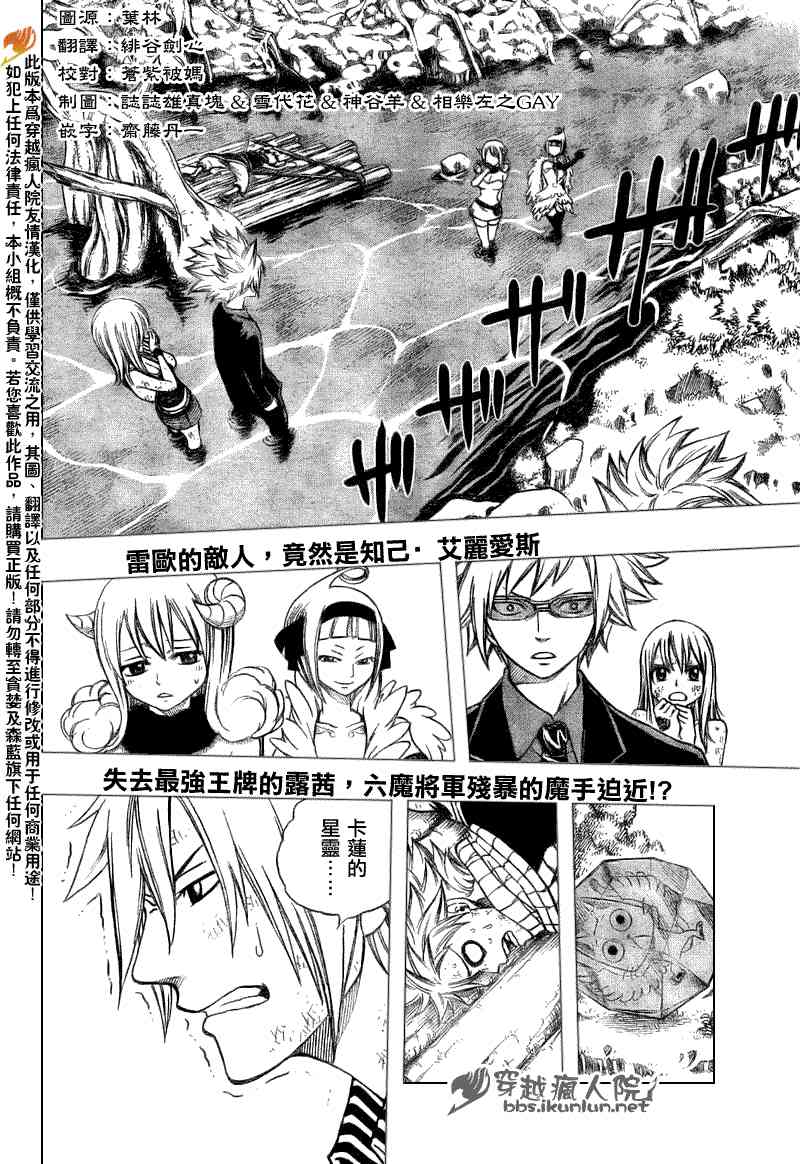 圖源：葉林
翻譯：緋谷劍心
校對：蒼紫被媽
制圖：誌誌雄真塊＆雪代花＆神谷羊＆相樂左之GAY
嵌字：齋藤丹一
此版本爲穿越瘋人院友情漢化，僅供學習交流之用，其圖、翻譯以及任何部分不得進行修改或用于任何商業用途！
如犯上任何法律責任，本小組概不負責。若您喜歡此作品，請購買正版！請勿轉至貪婪及森藍旗下任何網站！
ザザザザザザ
雷歐的敵人，竟然是知己·艾麗愛斯
失去最強王牌的露茜，六魔將軍殘暴的魔手迫近!?
卡蓮的
星靈……
穿越瘋人院
bbs.ikunlun.net